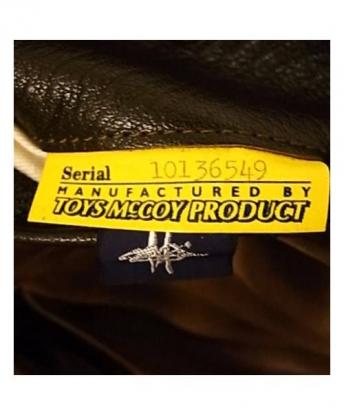 Serial 10136549
MANUFACTURED BY
TOYS McCOY PRODUCT